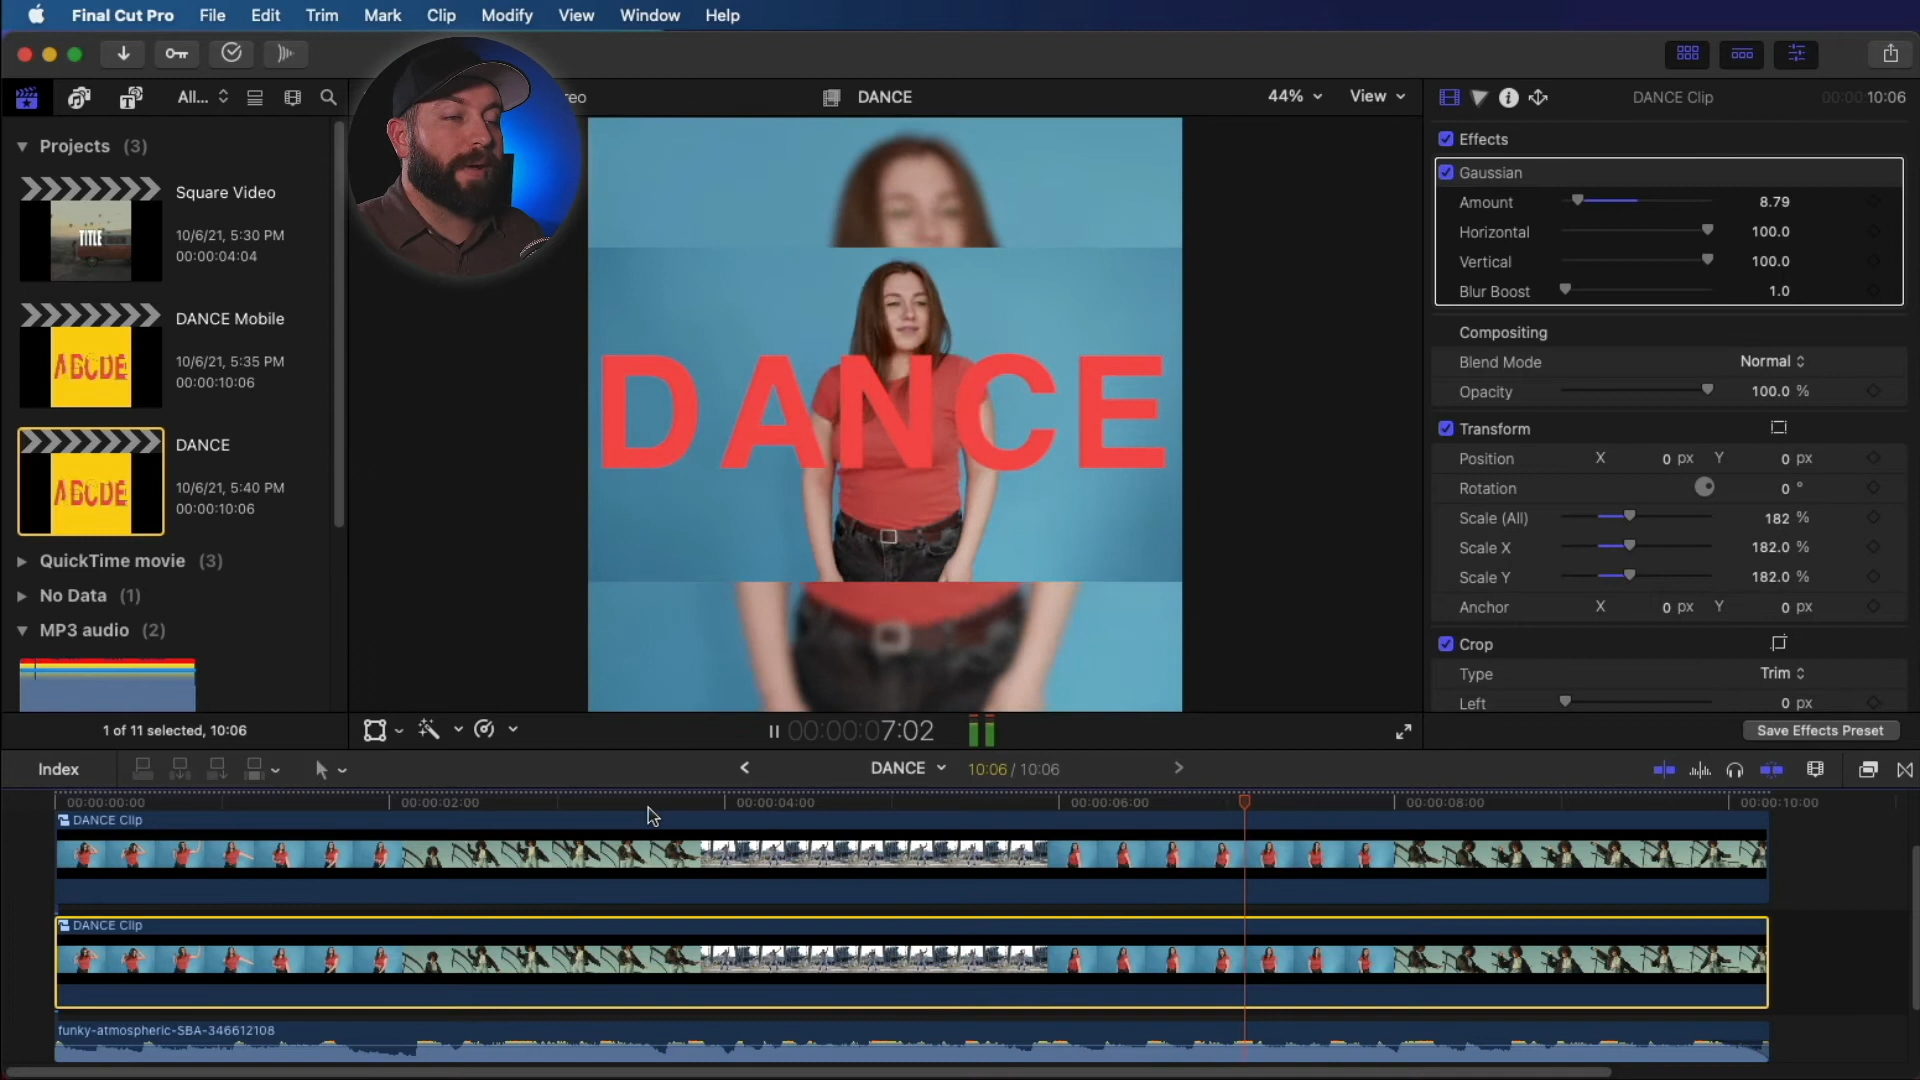 Final Cut Pro File Edit Trim Mark Clip Modify View Window Help
All...
reo
DANCE
44%
View
DANCE Clip
00:00:10:06
Projects (3)
Square Video
10/6/21, 5:30 PM
00:00:04:04
TITLE
DANCE Mobile
10/6/21, 5:35 PM
00:00:10:06
ABCDE
DANCE
10/6/21, 5:40 PM
00:00:10:06
ABCDE
QuickTime movie (3)
No Data (1)
MP3 audio (2)
1 of 11 selected, 10:06
DANCE
Effects
Gaussian
Amount 8.79
Horizontal 100.0
Vertical 100.0
Blur Boost 1.0
Compositing
Blend Mode Normal
Opacity 100.0 %
Transform
Position X 0 px Y 0 px
Rotation 0 °
Scale (All) 182 %
Scale X 182.0 %
Scale Y 182.0 %
Anchor X 0 px Y 0 px
Crop
Type Trim
Left 0 px
Save Effects Preset
00:00:07:02
Index
DANCE
10:06 / 10:06
00:00:00:00 00:00:02:00 00:00:04:00 00:00:06:00 00:00:08:00 00:00:10:00
DANCE Clip
DANCE Clip
funky-atmospheric-SBA-346612108